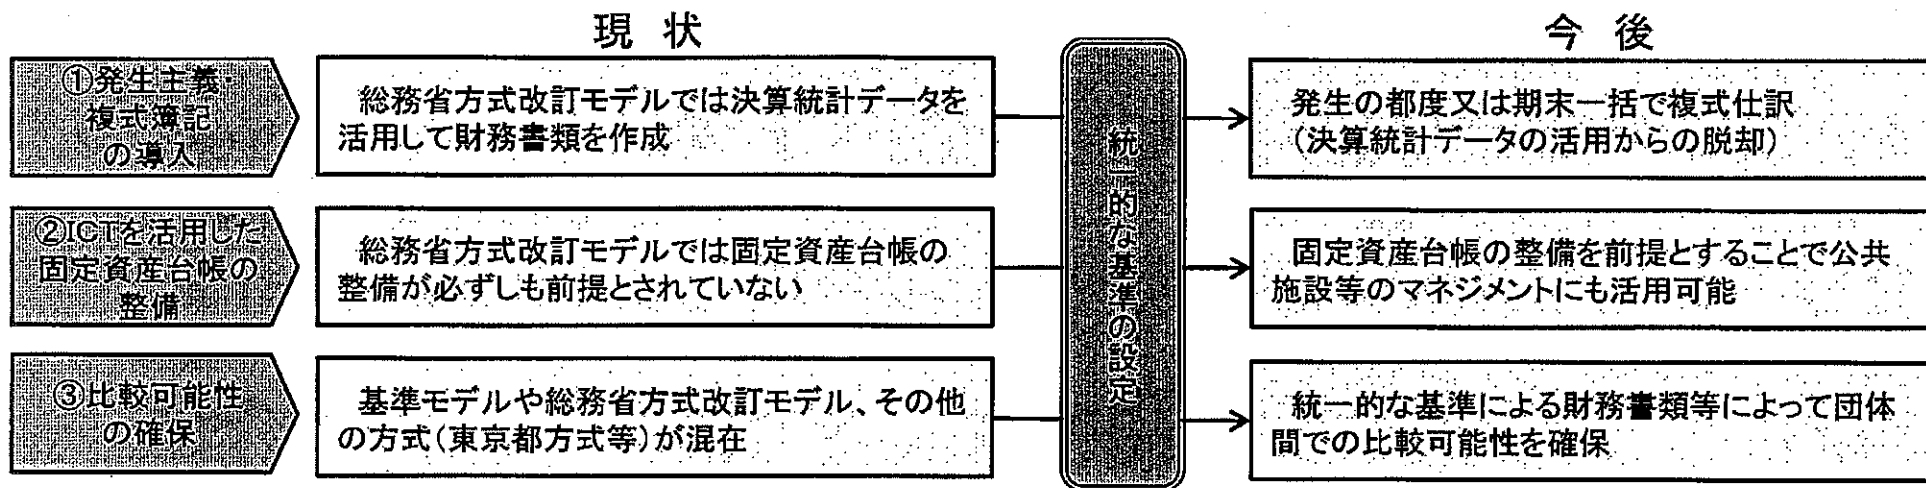 現 状
今 後
①発生主義・
複式簿記
の導入
総務省方式改訂モデルでは決算統計データを
活用して財務書類を作成
発生の都度又は期末一括で複式仕訳
（決算統計データの活用からの脱却）
②ICTを活用した
固定資産台帳の
整備
総務省方式改訂モデルでは固定資産台帳の
整備が必ずしも前提とされていない
固定資産台帳の整備を前提とすることで公共
施設等のマネジメントにも活用可能
③比較可能性
の確保
基準モデルや総務省方式改訂モデル、その他
の方式（東京都方式等）が混在
統一的な基準による財務書類等によって団体
間での比較可能性を確保
統一的な基準の設定